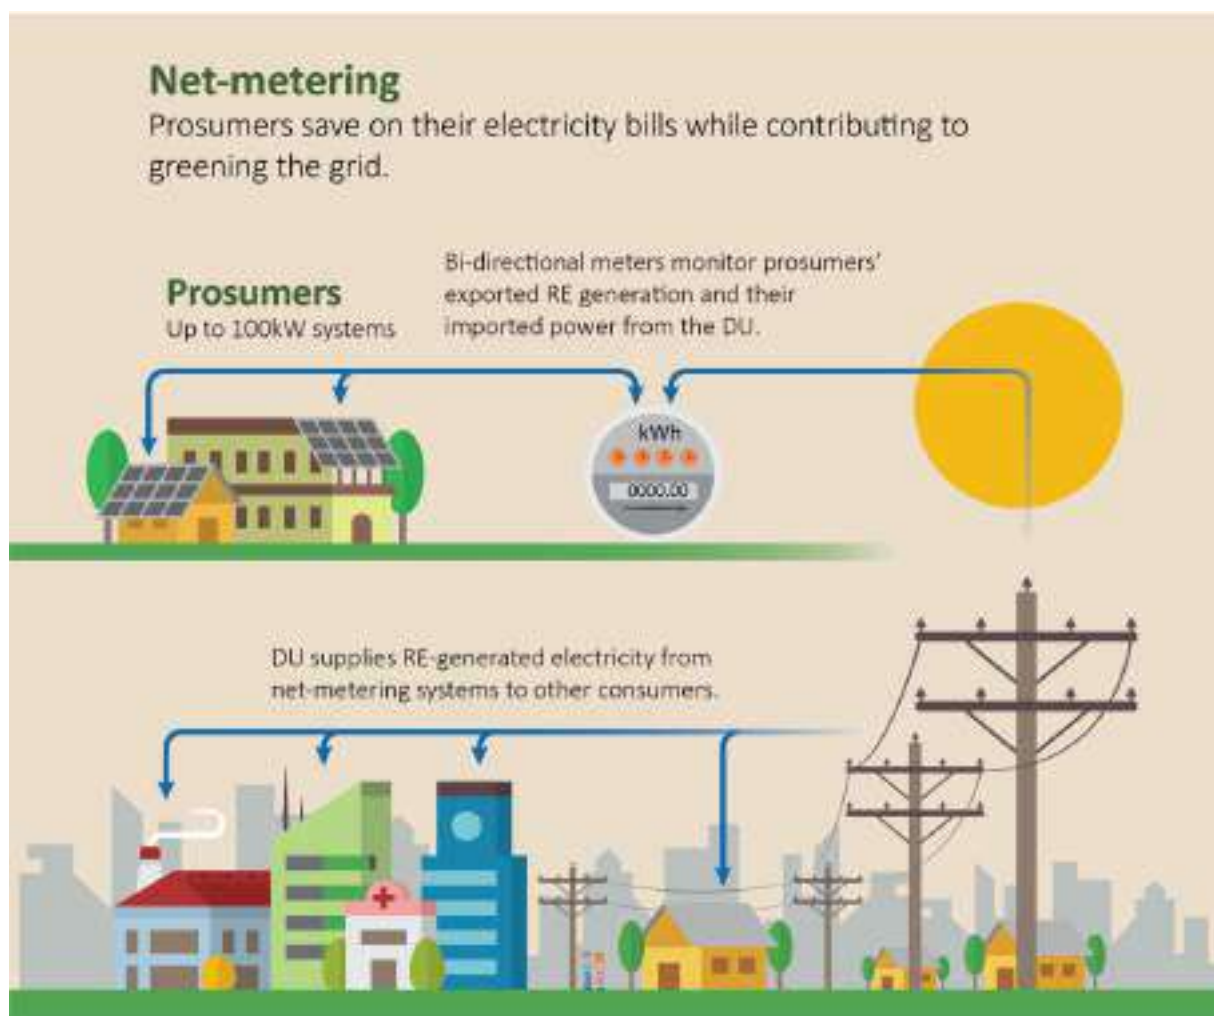 Net-metering
Prosumers save on their electricity bills while contributing to
greening the grid.
Prosumers
Up to 100kW systems
Bi-directional meters monitor prosumers'
exported RE generation and their
imported power from the DU.
kWh
0000.00
DU supplies RE-generated electricity from
net-metering systems to other consumers.